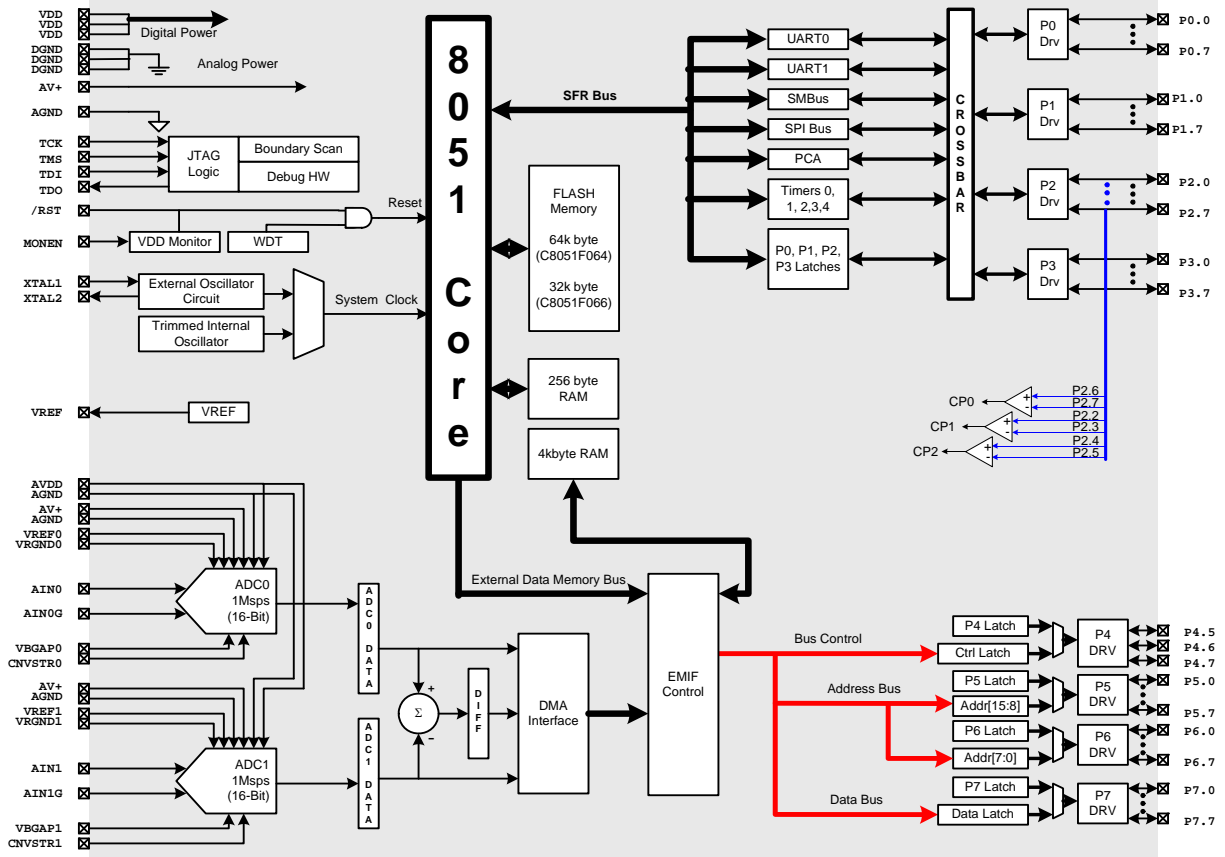 VDD
VDD
VDD
Digital Power
DGND
DGND
DGND
Analog Power
AV+
AGND
TCK
TMS
TDI
TDO
JTAG
Logic
Boundary Scan
Debug HW
/RST
Reset
MONEN
VDD Monitor
WDT
XTAL1
XTAL2
External Oscillator
Circuit
System Clock
Trimmed Internal
Oscillator
VREF
VREF
8051 Core
SFR Bus
FLASH
Memory
64k byte
(C8051F064)
32k byte
(C8051F066)
256 byte
RAM
4kbyte RAM
UART0
UART1
SMBus
SPI Bus
PCA
Timers 0,
1, 2,3,4
P0, P1, P2,
P3 Latches
CROSSBAR
P0
Drv
P0.0
P0.7
P1
Drv
P1.0
P1.7
P2
Drv
P2.0
P2.7
P3
Drv
P3.0
P3.7
CP0
+
-
P2.6
P2.7
CP1
+
-
P2.2
P2.3
CP2
+
-
P2.4
P2.5
AVDD
AGND
AV+
AGND
VREF0
VRGND0
AIN0
AIN0G
VBGAP0
CNVSTR0
ADC0
1Msps
(16-Bit)
ADC0 DATA
AV+
AGND
VREF1
VRGND1
AIN1
AIN1G
VBGAP1
CNVSTR1
ADC1
1Msps
(16-Bit)
ADC1 DATA
+
Σ
−
DIFF
DMA
Interface
External Data Memory Bus
EMIF
Control
Bus Control
Address Bus
Data Bus
P4 Latch
Ctrl Latch
P4
DRV
P4.5
P4.6
P4.7
P5 Latch
Addr[15:8]
P5
DRV
P5.0
P5.7
P6 Latch
Addr[7:0]
P6
DRV
P6.0
P6.7
P7 Latch
Data Latch
P7
DRV
P7.0
P7.7